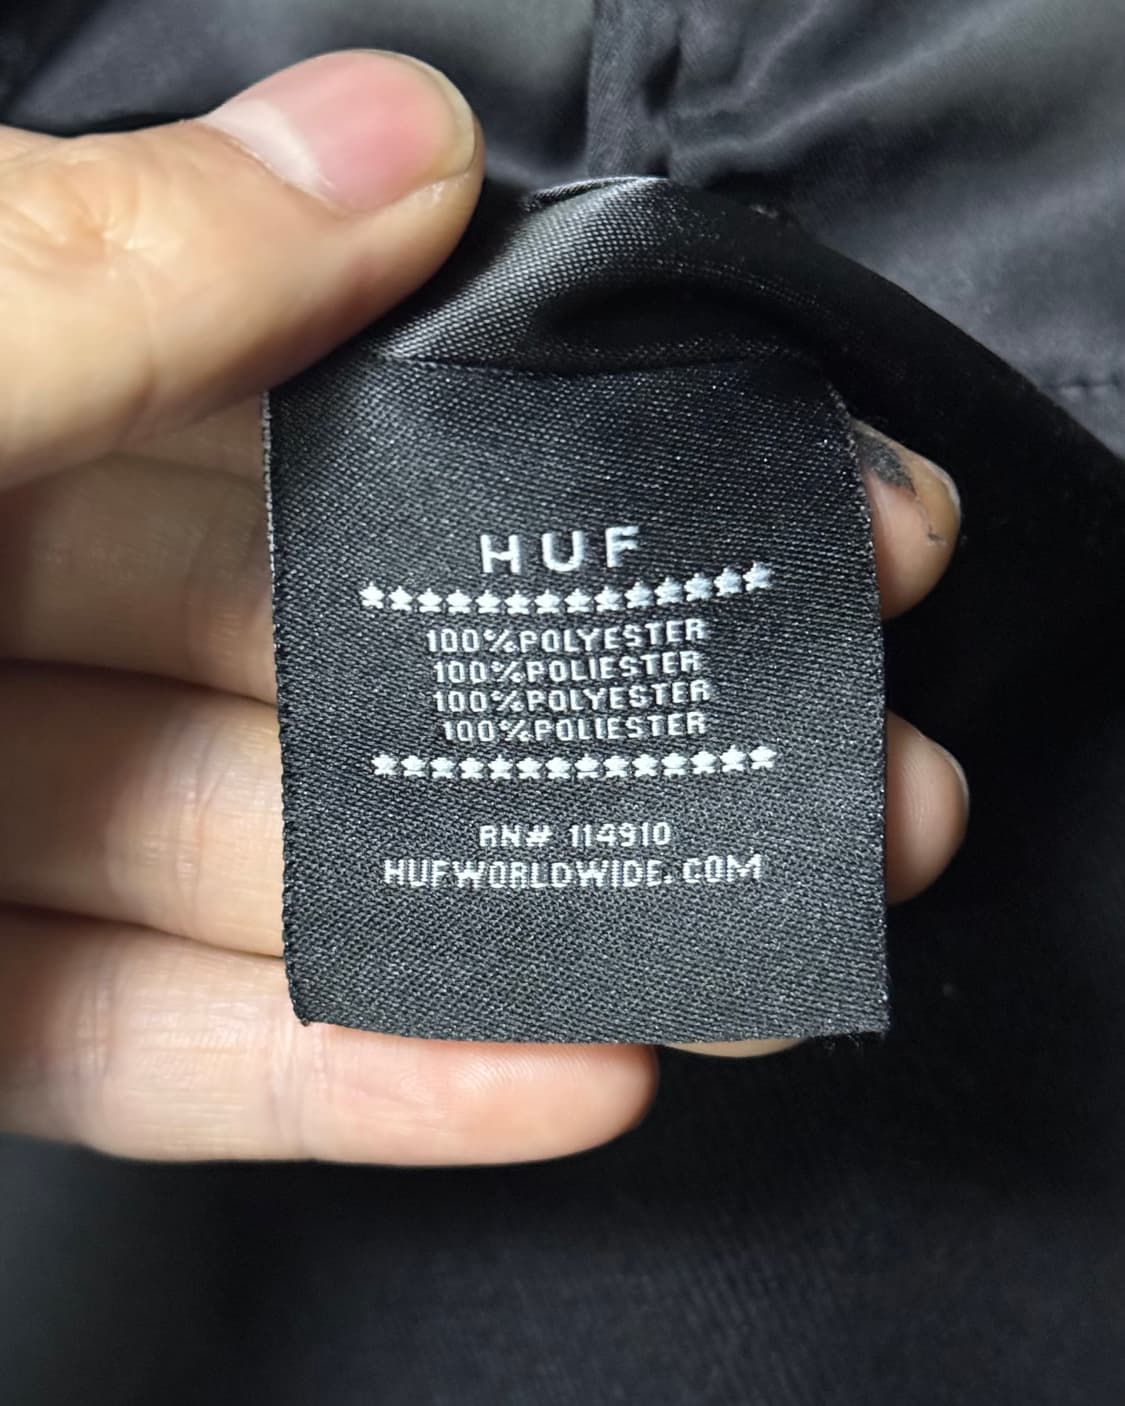 HUF
★★★★★★★★★★★★★★
100%POLYESTER
100%POLIESTER
100%POLYESTER
100%POLIESTER
★★★★★★★★★★★★★★
RN# 114910
HUFWORLDWIDE.COM